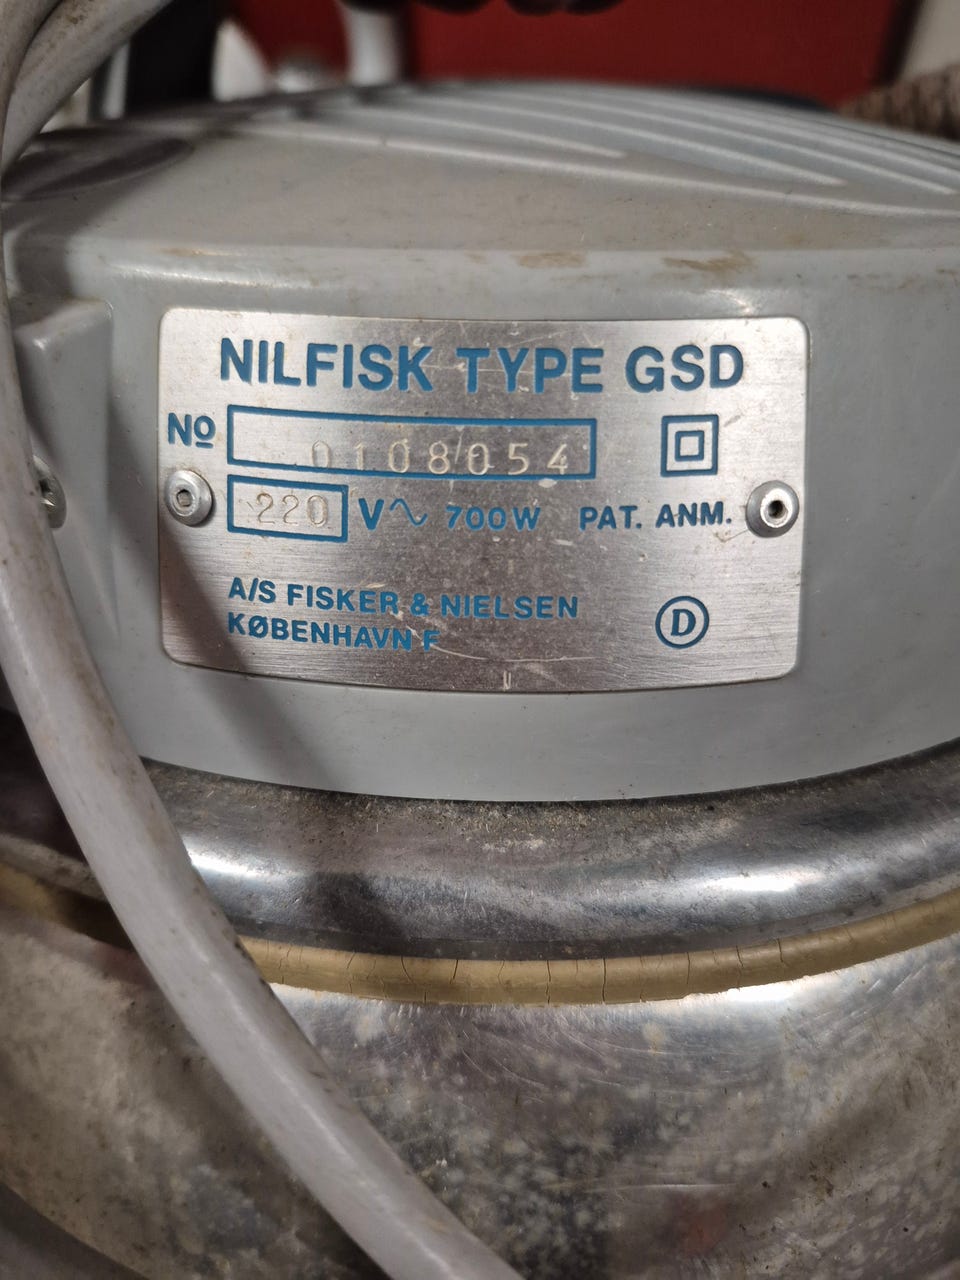 NILFISK TYPE GSD
Nº 0108054
220 V~ 700W PAT. ANM.
A/S FISKER & NIELSEN
KØBENHAVN F
D